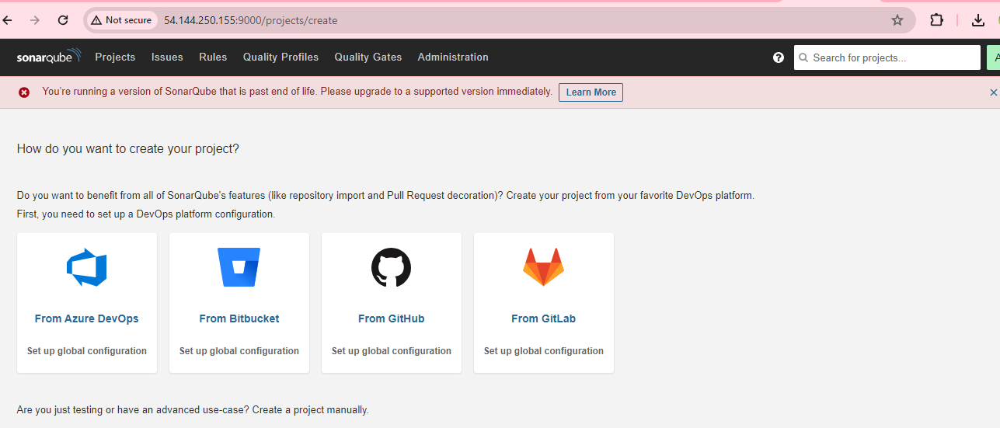 Not secure 54.144.250.155:9000/projects/create
sonarqube Projects Issues Rules Quality Profiles Quality Gates Administration ? Search for projects... A
You're running a version of SonarQube that is past end of life. Please upgrade to a supported version immediately. Learn More
How do you want to create your project?
Do you want to benefit from all of SonarQube's features (like repository import and Pull Request decoration)? Create your project from your favorite DevOps platform.
First, you need to set up a DevOps platform configuration.
From Azure DevOps From Bitbucket From GitHub From GitLab
Set up global configuration Set up global configuration Set up global configuration Set up global configuration
Are you just testing or have an advanced use-case? Create a project manually.